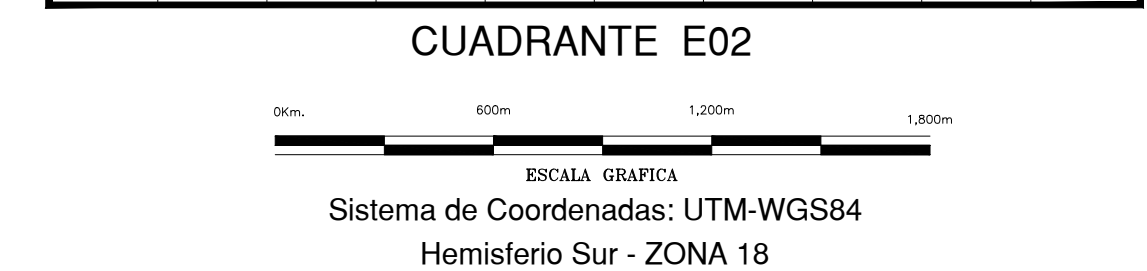 CUADRANTE E02
0Km. 600m 1,200m 1,800m
ESCALA GRAFICA
Sistema de Coordenadas: UTM-WGS84
Hemisferio Sur - ZONA 18